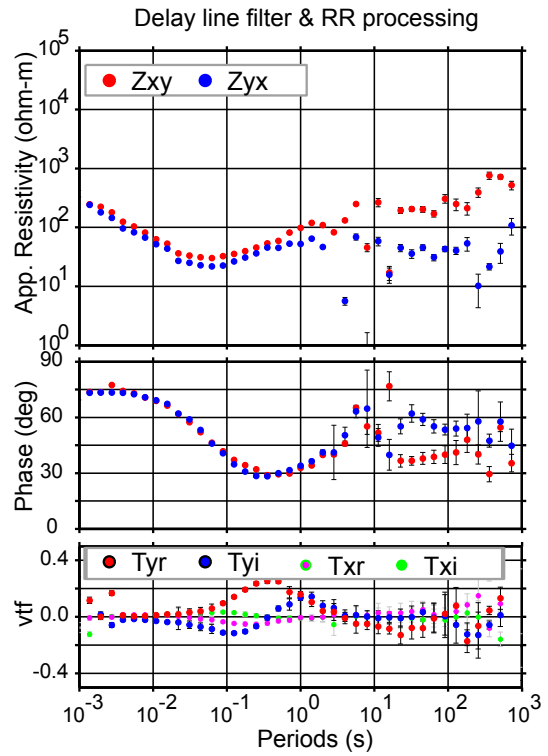 Delay line filter & RR processing
App. Resistivity (ohm-m)
10^5
10^4
10^3
10^2
10^1
10^0
Zxy Zyx
Phase (deg)
90
60
30
0
vtf
0.4
0.0
-0.4
Tyr Tyi Txr Txi
10^-3 10^-2 10^-1 10^0 10^1 10^2 10^3
Periods (s)